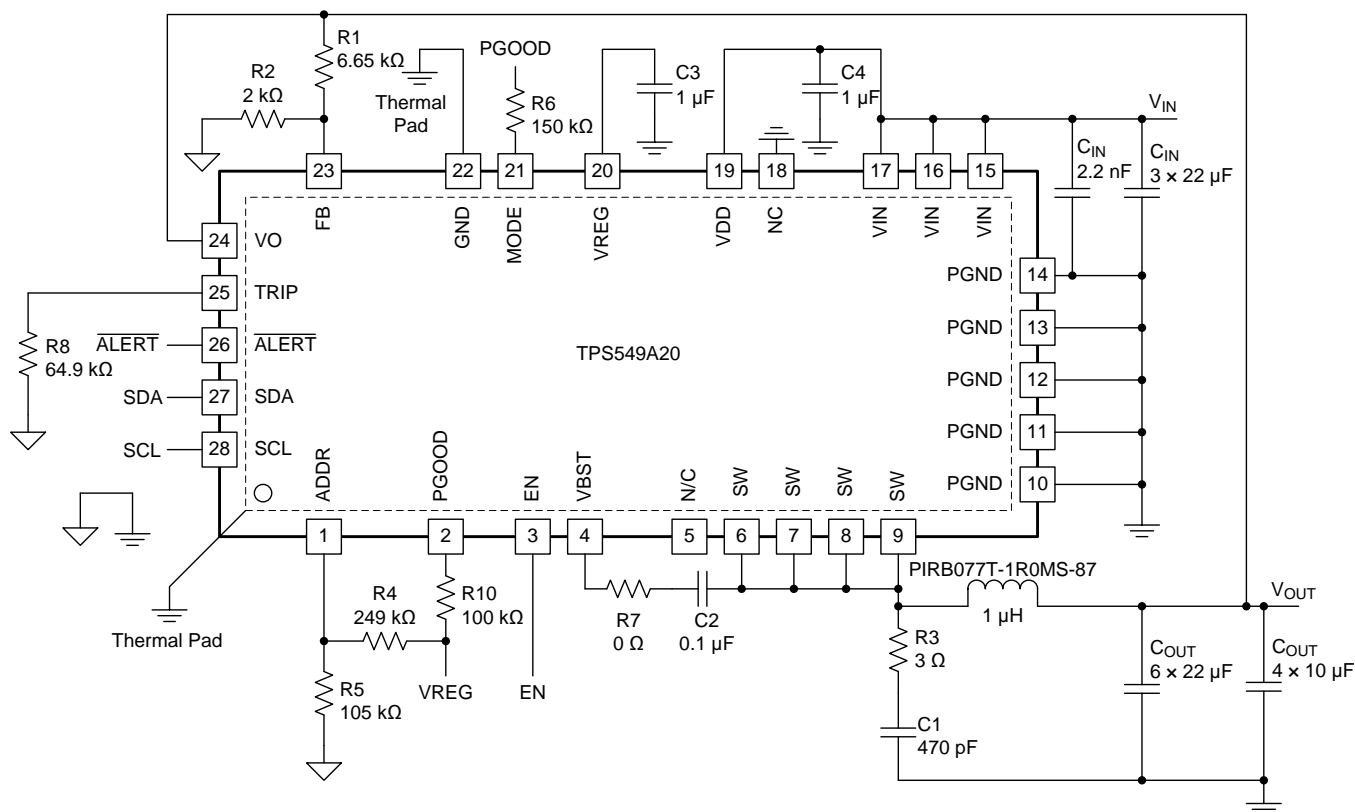 R1
6.65 kΩ
R2
2 kΩ
Thermal
Pad
PGOOD
R6
150 kΩ
C3
1 µF
C4
1 µF
VIN
CIN
2.2 nF
CIN
3 × 22 µF
23
22
21
20
19
18
17
16
15
FB
GND
MODE
VREG
VDD
NC
VIN
VIN
VIN
24
VO
25
TRIP
ALERT
26
ALERT
SDA
27
SDA
SCL
28
SCL
R8
64.9 kΩ
TPS549A20
PGND
14
PGND
13
PGND
12
PGND
11
PGND
10
ADDR
PGOOD
EN
VBST
N/C
SW
SW
SW
SW
1
2
3
4
5
6
7
8
9
Thermal Pad
R4
249 kΩ
R10
100 kΩ
R5
105 kΩ
VREG
EN
R7
0 Ω
C2
0.1 µF
PIRB077T-1R0MS-87
1 µH
VOUT
R3
3 Ω
C1
470 pF
COUT
6 × 22 µF
COUT
4 × 10 µF